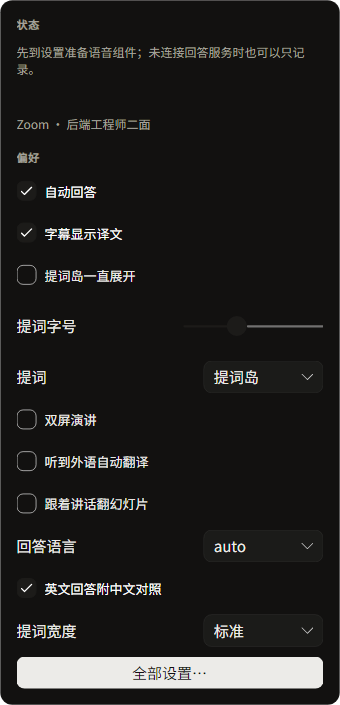 状态
先到设置准备语音组件；未连接回答服务时也可以只记
录。
Zoom · 后端工程师二面
偏好
自动回答
字幕显示译文
提词岛一直展开
提词字号
提词 提词岛
双屏演讲
听到外语自动翻译
跟着讲话翻幻灯片
回答语言 auto
英文回答附中文对照
提词宽度 标准
全部设置…